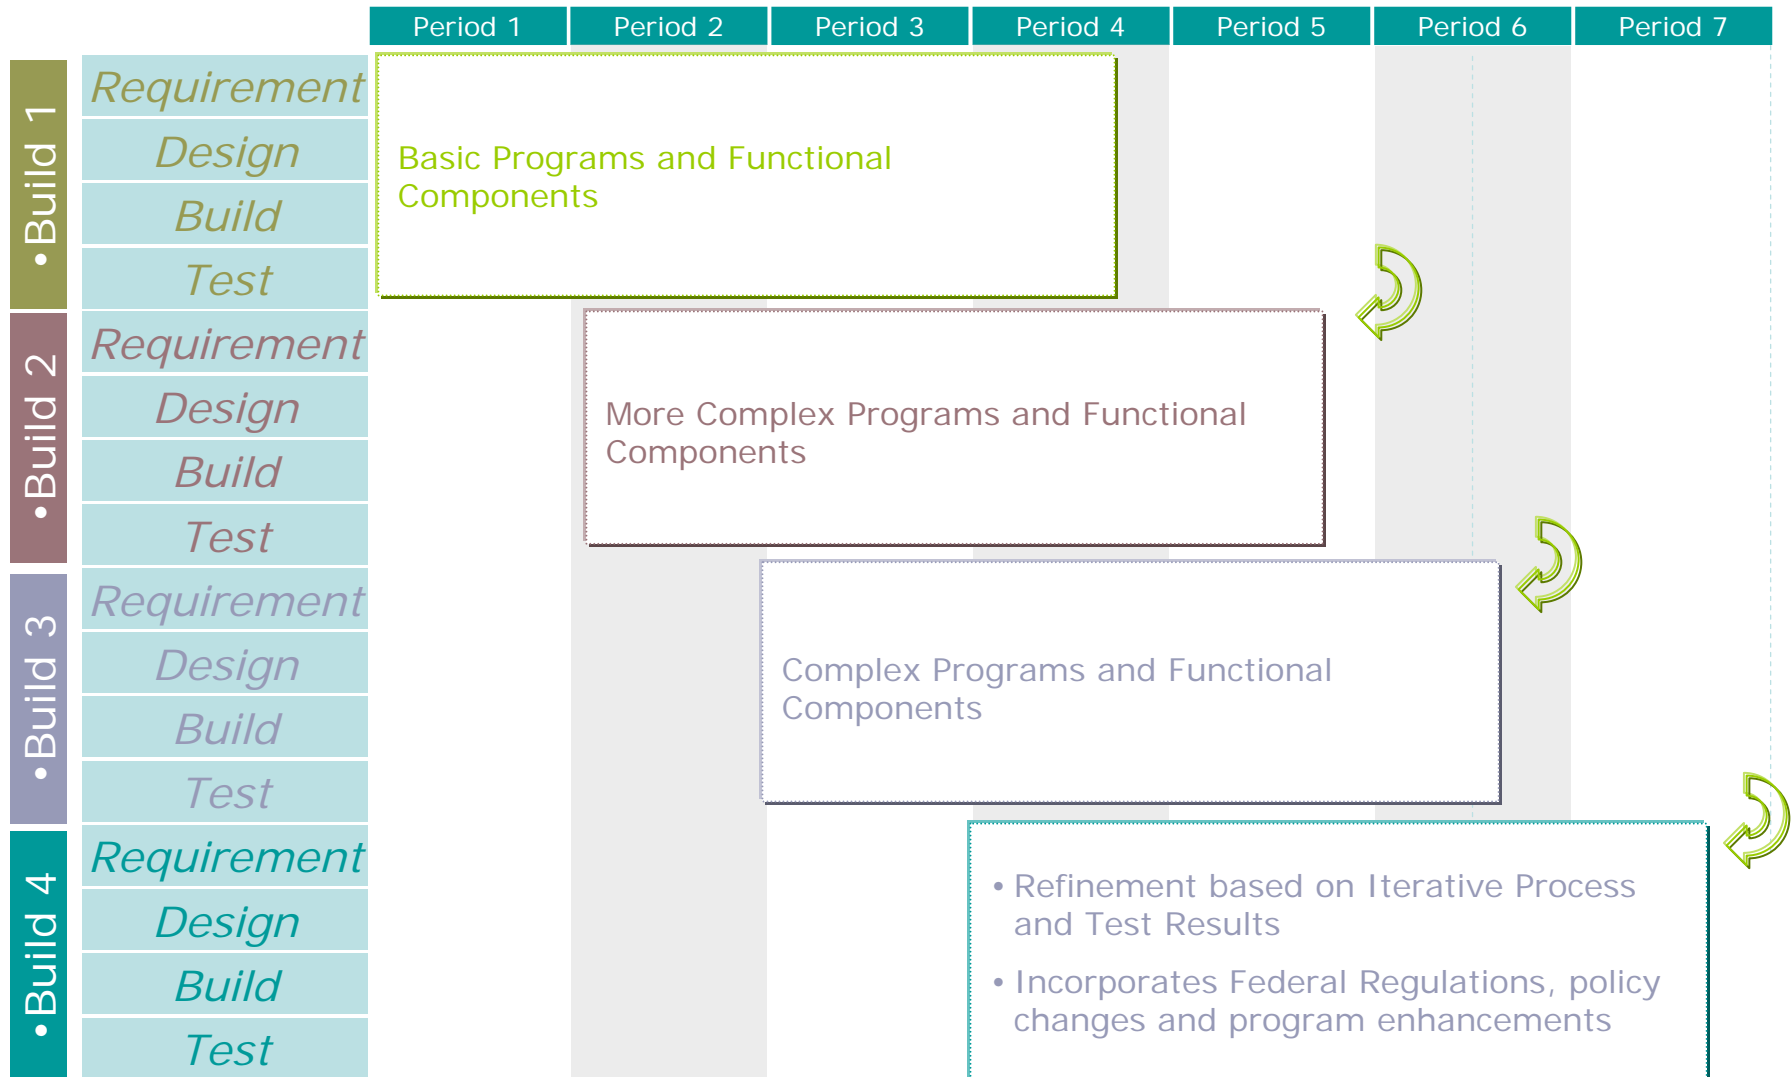 Period 1
Period 2
Period 3
Period 4
Period 5
Period 6
Period 7
•Build 1
Requirement
Design
Build
Test
Basic Programs and Functional
Components
•Build 2
Requirement
Design
Build
Test
More Complex Programs and Functional
Components
•Build 3
Requirement
Design
Build
Test
Complex Programs and Functional
Components
•Build 4
Requirement
Design
Build
Test
• Refinement based on Iterative Process
and Test Results
• Incorporates Federal Regulations, policy
changes and program enhancements